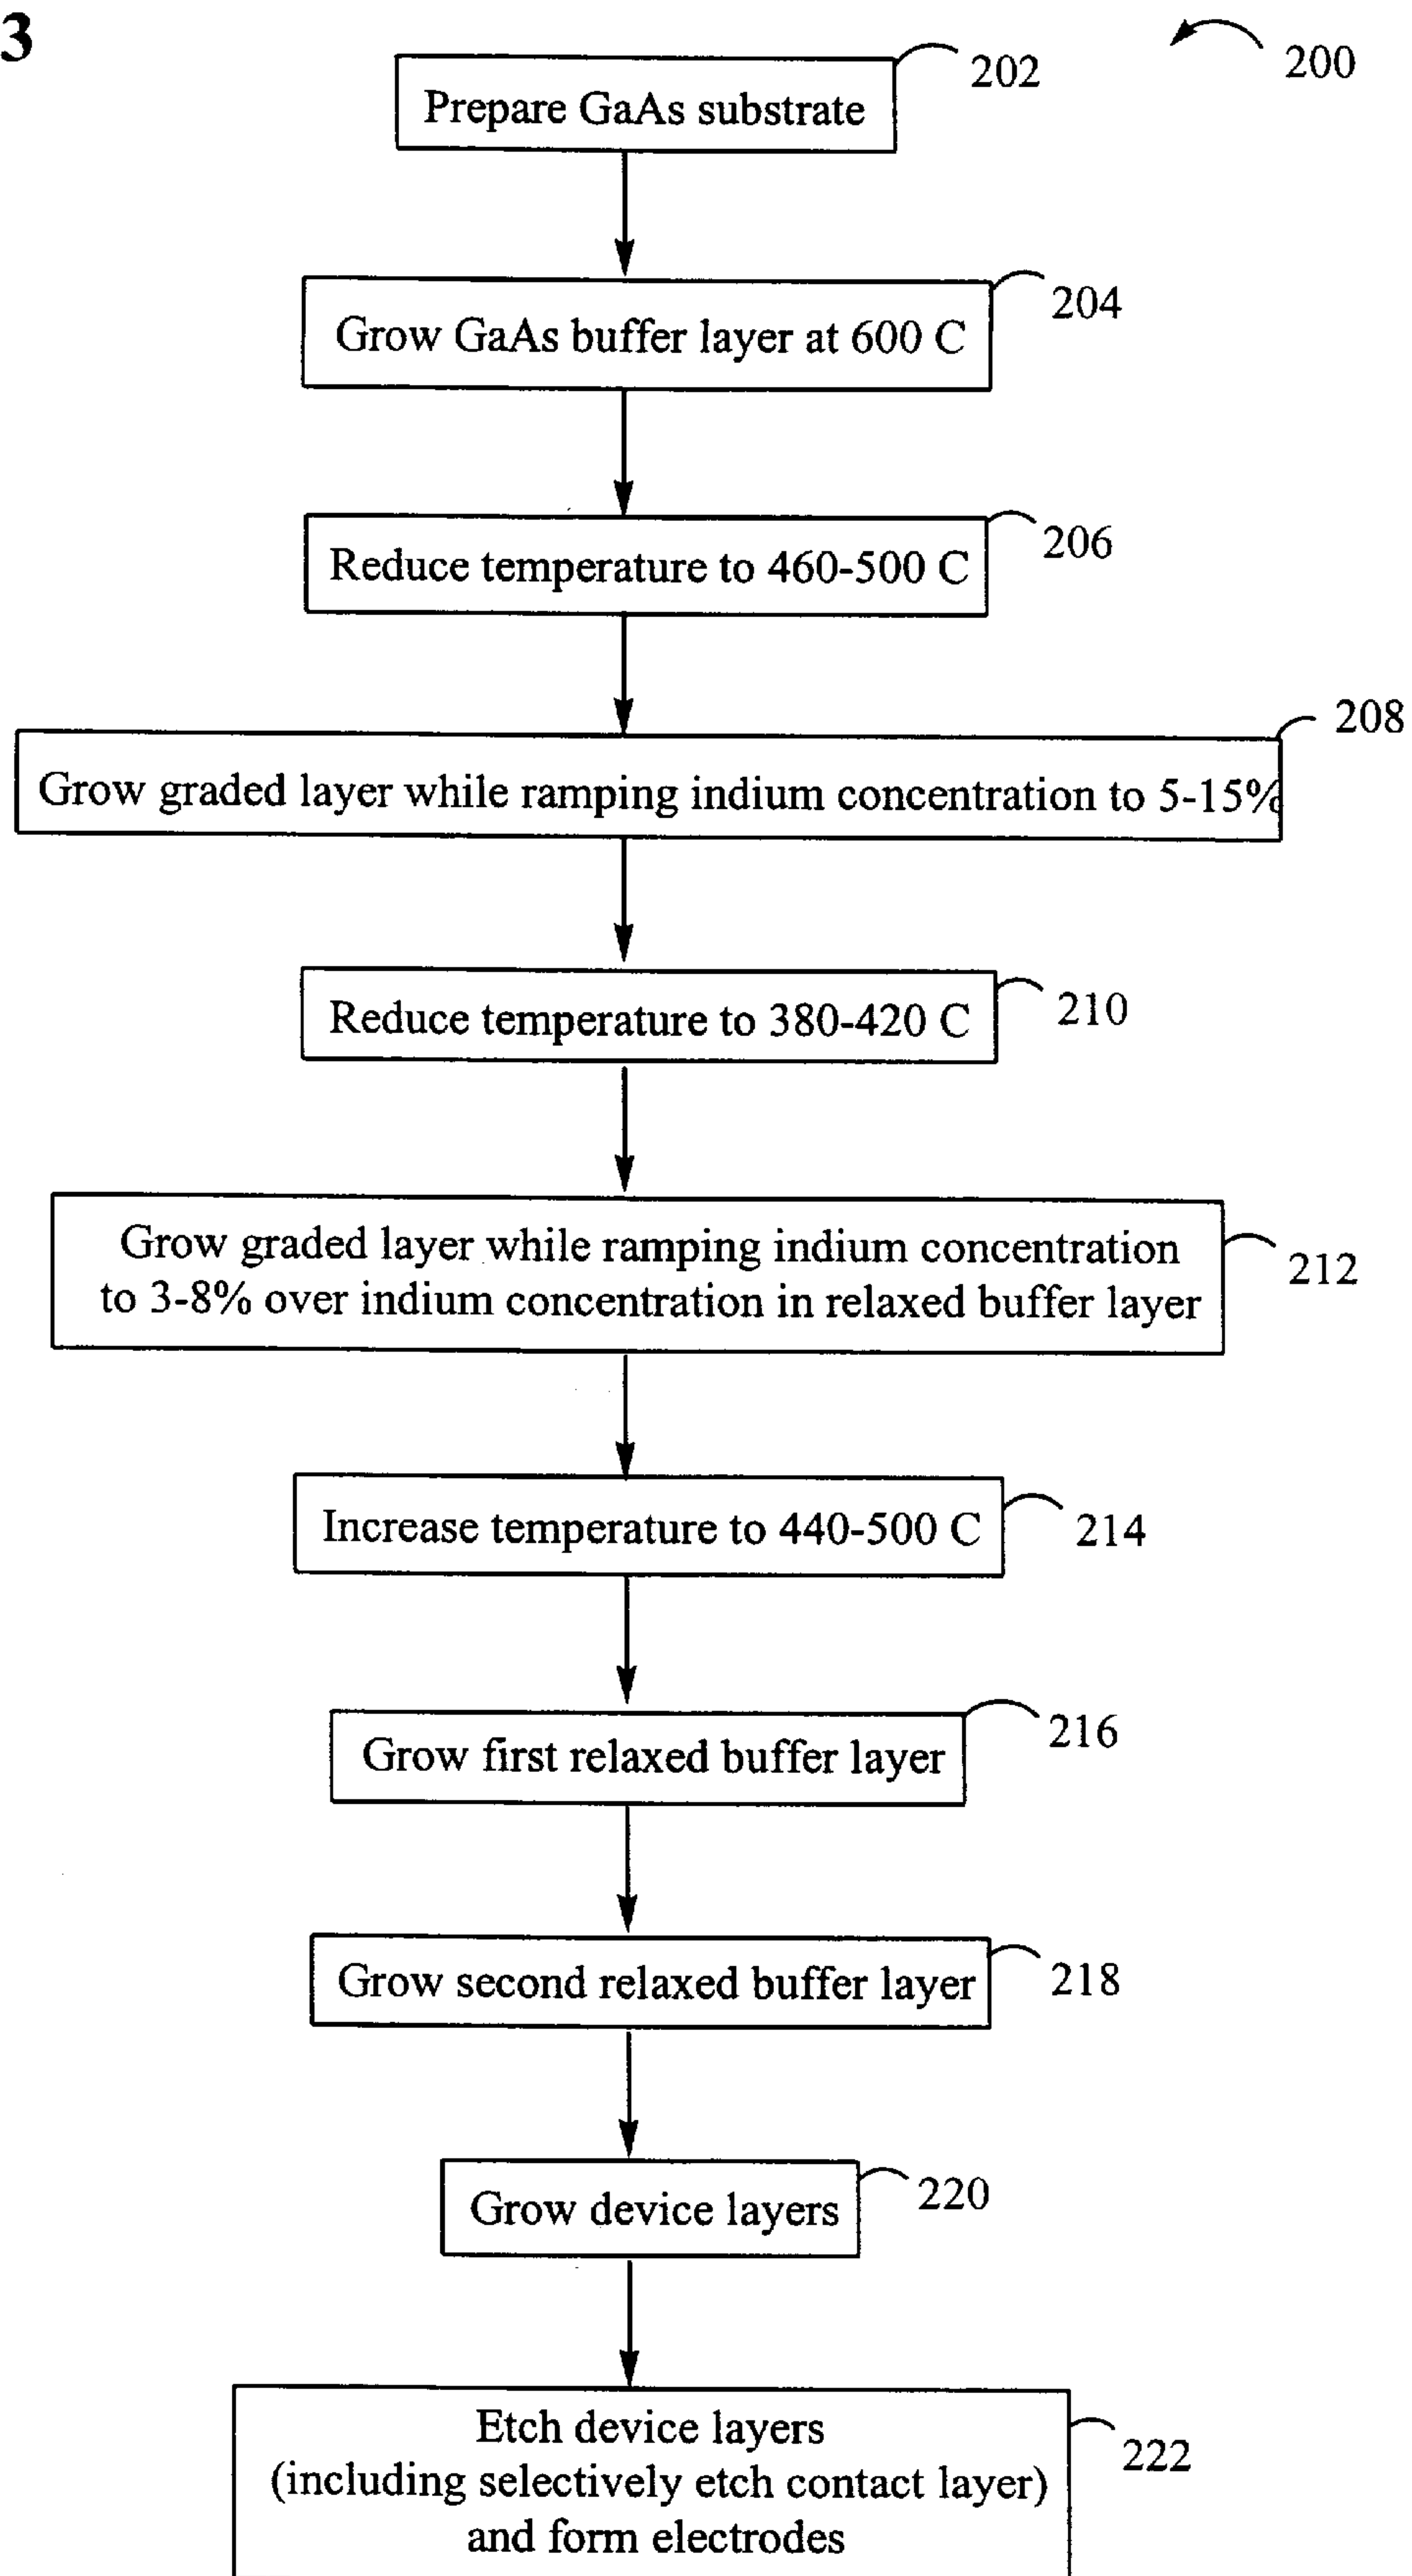 3
200
Prepare GaAs substrate
202
Grow GaAs buffer layer at 600 C
204
Reduce temperature to 460-500 C
206
Grow graded layer while ramping indium concentration to 5-15%
208
Reduce temperature to 380-420 C
210
Grow graded layer while ramping indium concentration
to 3-8% over indium concentration in relaxed buffer layer
212
Increase temperature to 440-500 C
214
Grow first relaxed buffer layer
216
Grow second relaxed buffer layer
218
Grow device layers
220
Etch device layers
(including selectively etch contact layer)
and form electrodes
222